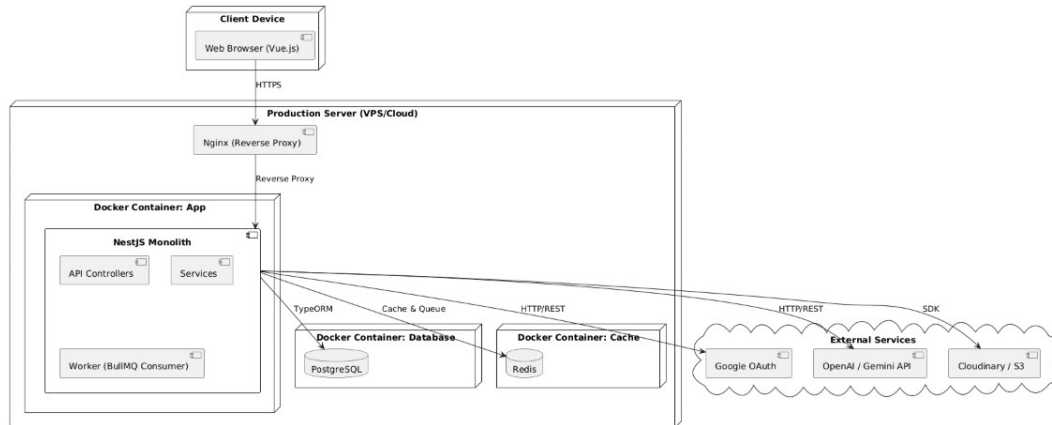 Client Device
Web Browser (Vue.js)
HTTPS
Production Server (VPS/Cloud)
Nginx (Reverse Proxy)
Reverse Proxy
Docker Container: App
NestJS Monolith
API Controllers
Services
Worker (BullMQ Consumer)
TypeORM
Cache & Queue
HTTP/REST
HTTP/REST
SDK
Docker Container: Database
PostgreSQL
Docker Container: Cache
Redis
External Services
Google OAuth
OpenAI / Gemini API
Cloudinary / S3